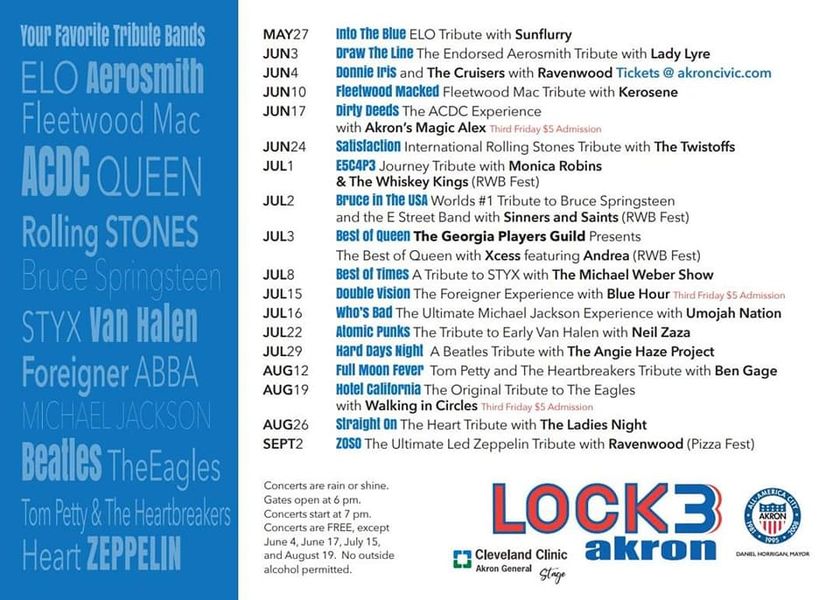 Your Favorite Tribute Bands
ELO Aerosmith
Fleetwood Mac
ACDC QUEEN
Rolling STONES
Bruce Springsteen
STYX Van Halen
Foreigner ABBA
MICHAEL JACKSON
Beatles TheEagles
Tom Petty & The Heartbreakers
Heart ZEPPELIN
MAY27 Into The Blue ELO Tribute with Sunflurry
JUN3 Draw The Line The Endorsed Aerosmith Tribute with Lady Lyre
JUN4 Donnie Iris and The Cruisers with Ravenwood Tickets @ akroncivic.com
JUN10 Fleetwood Macked Fleetwood Mac Tribute with Kerosene
JUN17 Dirty Deeds The ACDC Experience
with Akron's Magic Alex Third Friday $5 Admission
JUN24 Satisfaction International Rolling Stones Tribute with The Twistoffs
JUL1 E5C4P3 Journey Tribute with Monica Robins
& The Whiskey Kings (RWB Fest)
JUL2 Bruce in The USA Worlds #1 Tribute to Bruce Springsteen
and the E Street Band with Sinners and Saints (RWB Fest)
JUL3 Best of Queen The Georgia Players Guild Presents
The Best of Queen with Xcess featuring Andrea (RWB Fest)
JUL8 Best of Times A Tribute to STYX with The Michael Weber Show
JUL15 Double Vision The Foreigner Experience with Blue Hour Third Friday $5 Admission
JUL16 Who's Bad The Ultimate Michael Jackson Experience with Umojah Nation
JUL22 Atomic Punks The Tribute to Early Van Halen with Neil Zaza
JUL29 Hard Days Night A Beatles Tribute with The Angie Haze Project
AUG12 Full Moon Fever Tom Petty and The Heartbreakers Tribute with Ben Gage
AUG19 Hotel California The Original Tribute to The Eagles
with Walking in Circles Third Friday $5 Admission
AUG26 Straight On The Heart Tribute with The Ladies Night
SEPT2 ZOSO The Ultimate Led Zeppelin Tribute with Ravenwood (Pizza Fest)
Concerts are rain or shine.
Gates open at 6 pm.
Concerts start at 7 pm.
Concerts are FREE, except
June 4, June 17, July 15,
and August 19. No outside
alcohol permitted.
LOCK3
akron
Cleveland Clinic
Akron General Stage
ALL-AMERICA CITY
AKRON
1981 1995 2008
DANIEL HORRIGAN, MAYOR